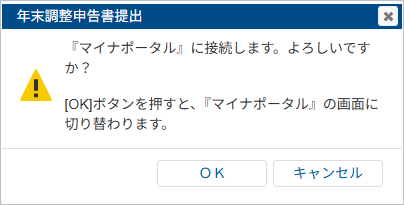 年末調整申告書提出
『マイナポータル』に接続します。よろしいです
か？
[OK]ボタンを押すと、『マイナポータル』の画面に
切り替わります。
ＯＫ
キャンセル